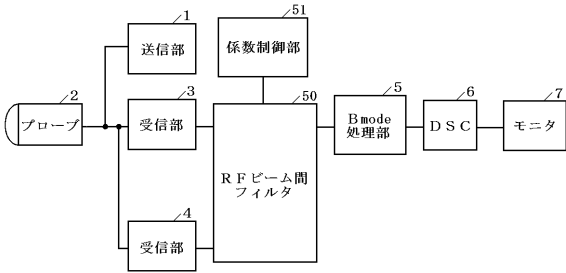 1
送信部
51
係数制御部
2
プローブ
3
受信部
50
RFビーム間
フィルタ
5
Bmode
処理部
6
DSC
7
モニタ
4
受信部